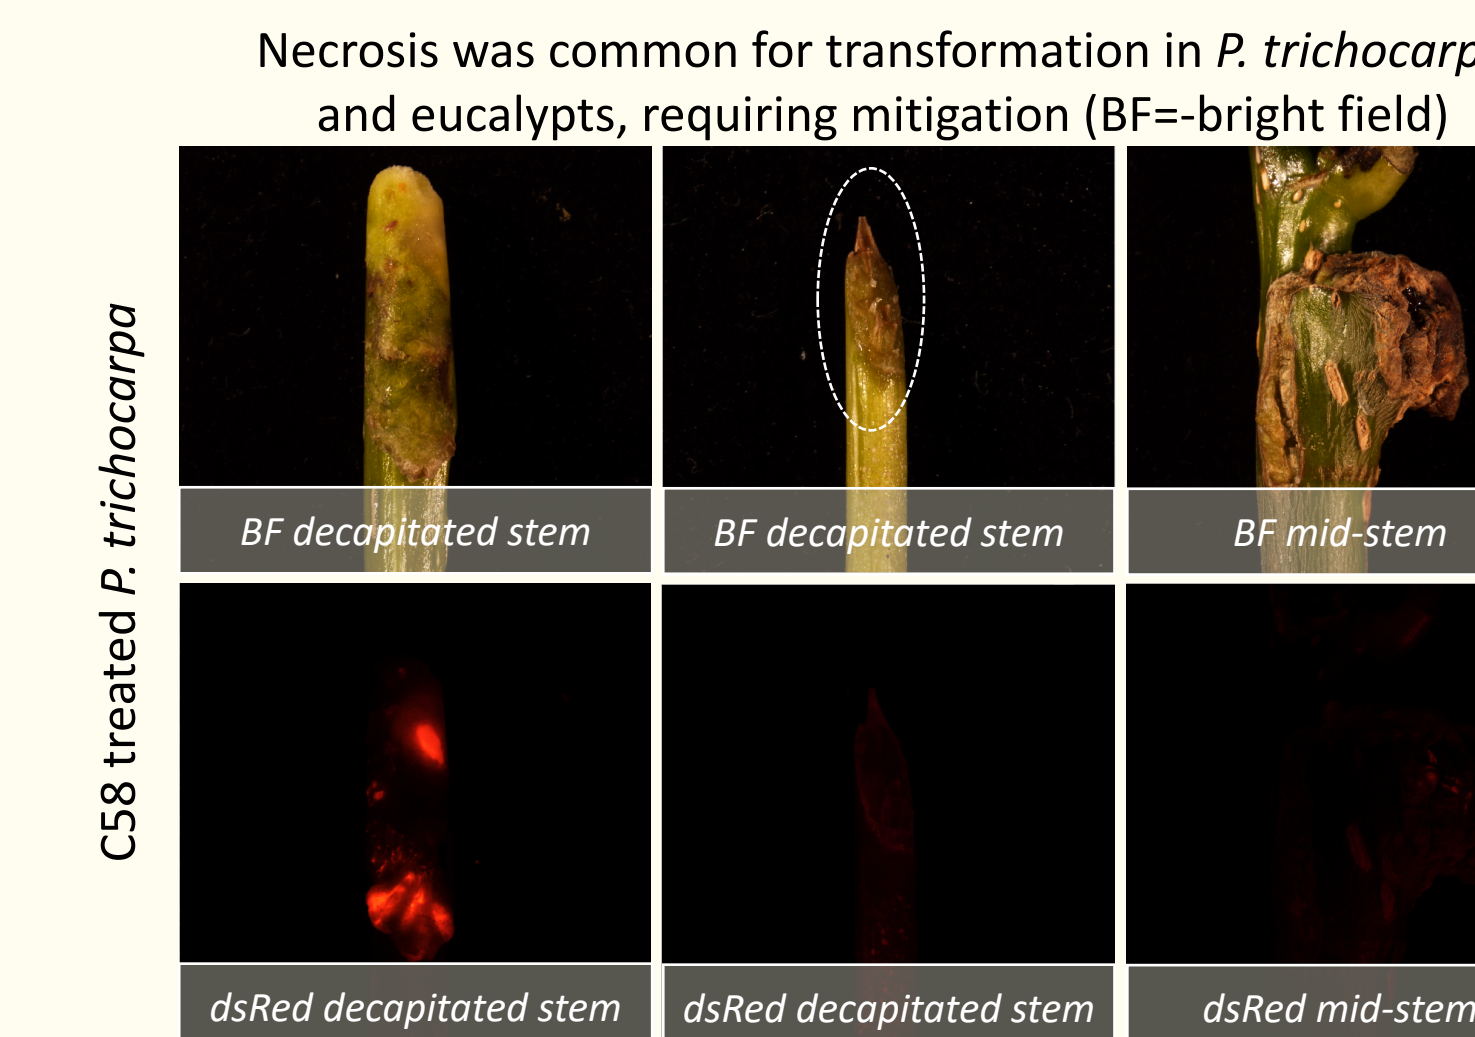 Necrosis was common for transformation in P. trichocarp
and eucalypts, requiring mitigation (BF=-bright field)
C58 treated P. trichocarpa
BF decapitated stem
BF decapitated stem
BF mid-stem
dsRed decapitated stem
dsRed decapitated stem
dsRed mid-stem